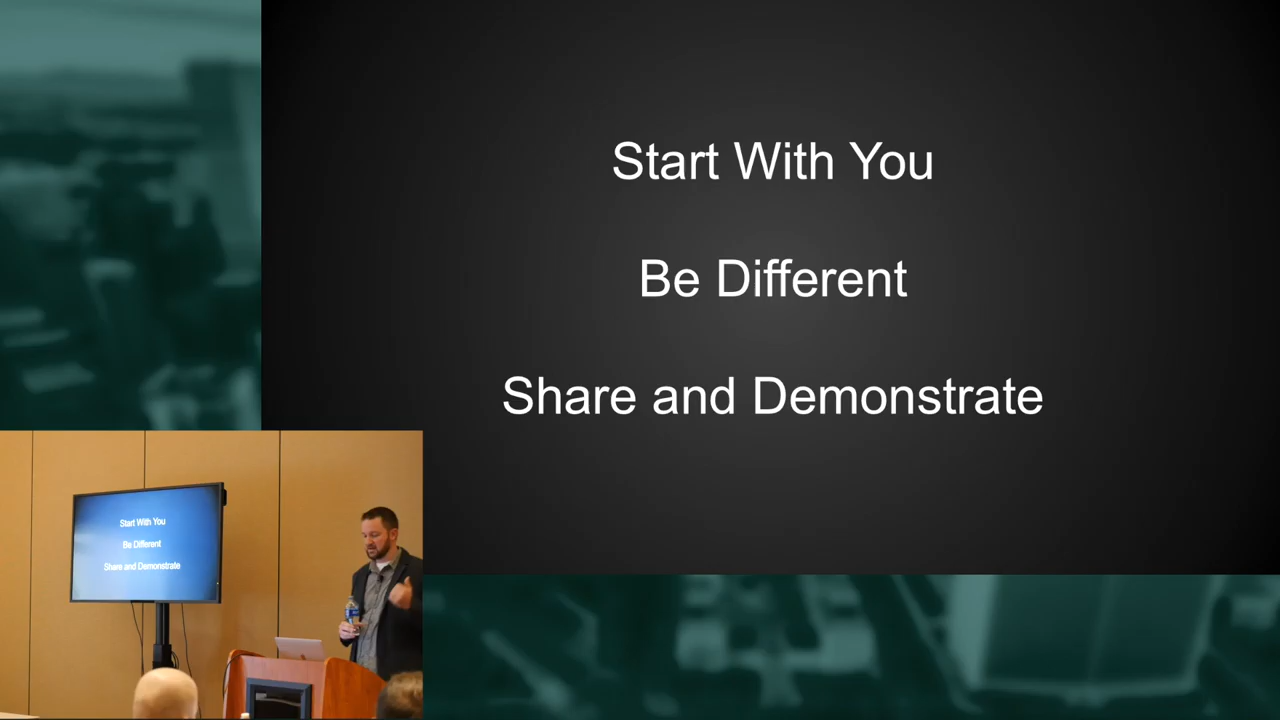 Start With You
Be Different
Share and Demonstrate
Start With You
Be Different
Share and Demonstrate